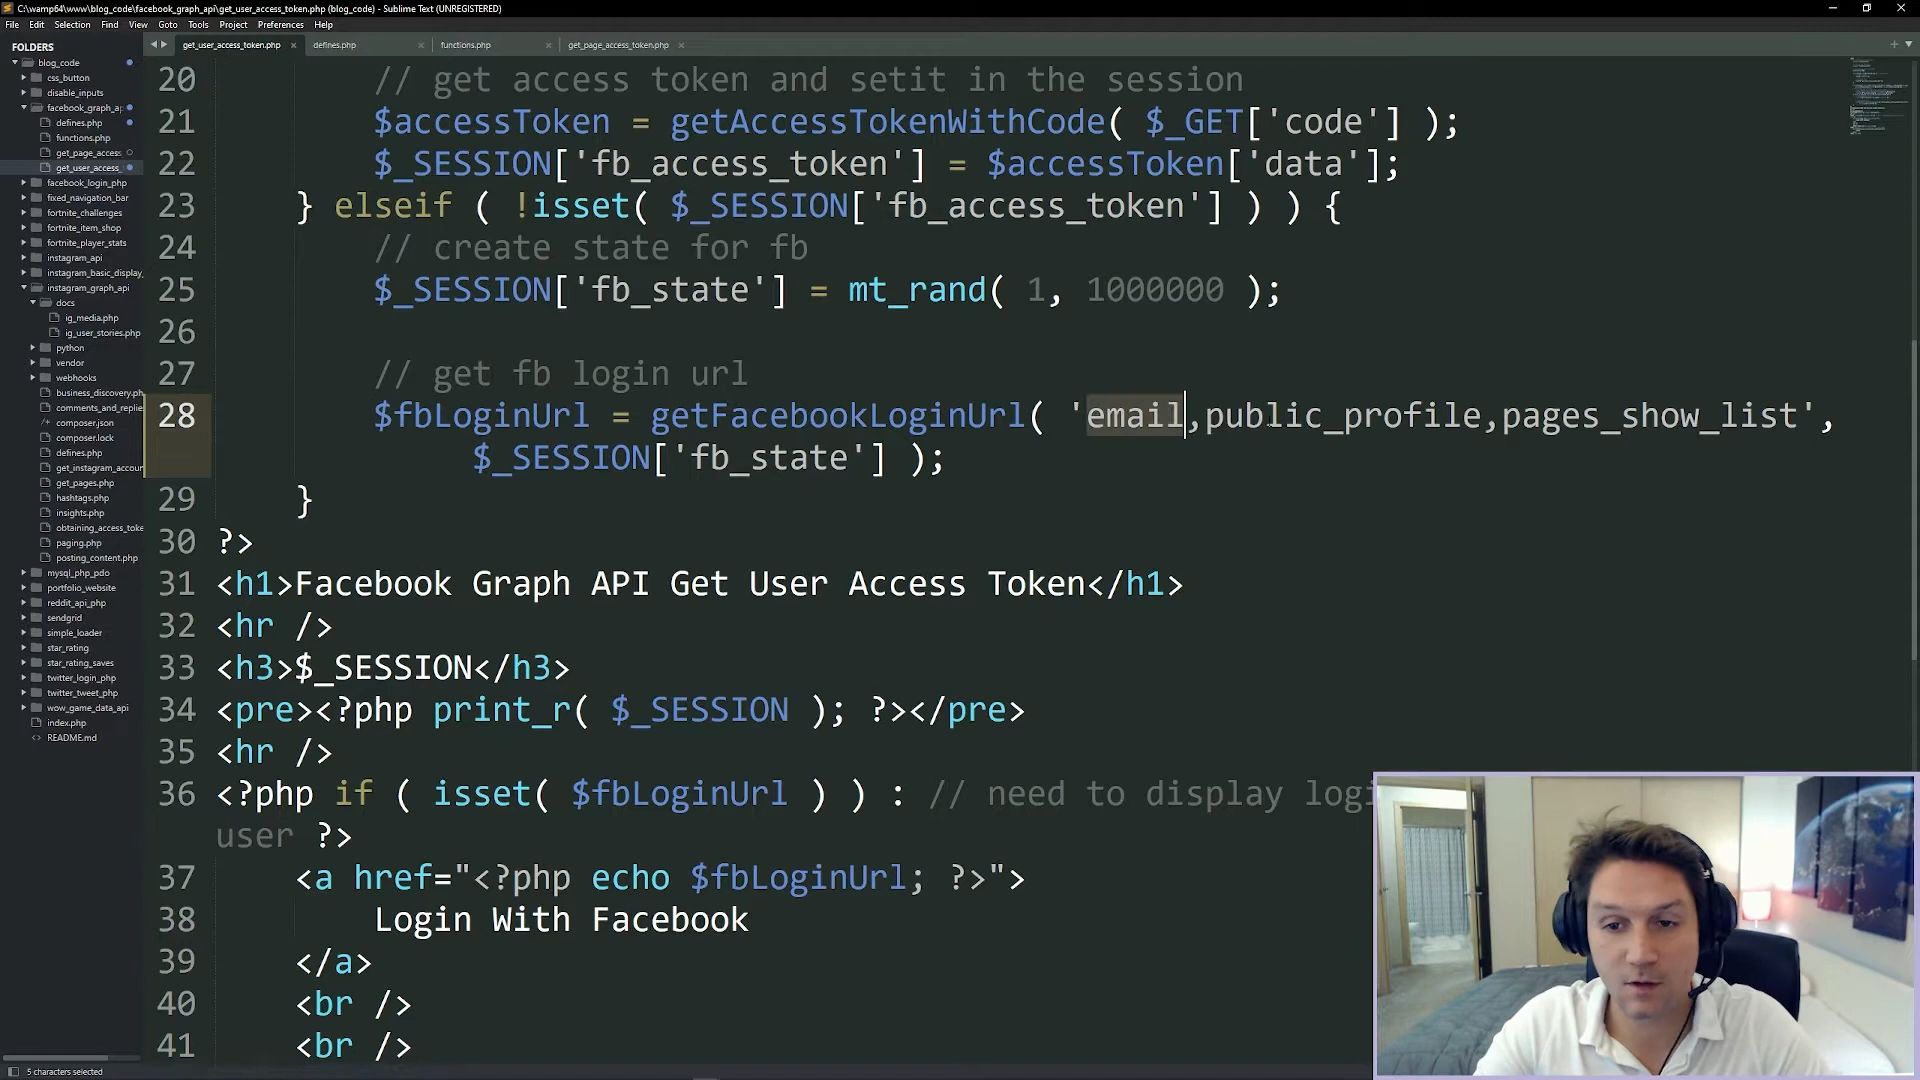 C:\wamp64\www\blog_code\facebook_graph_api\get_user_access_token.php (blog_code) - Sublime Text (UNREGISTERED)
File Edit Selection Find View Goto Tools Project Preferences Help
FOLDERS
blog_code
css_button
disable_inputs
facebook_graph_ap
defines.php
functions.php
get_page_access_
get_user_access_
facebook_login_php
fixed_navigation_bar
fortnite_challenges
fortnite_item_shop
fortnite_player_stats
instagram_api
instagram_basic_display_
instagram_graph_api
docs
ig_media.php
ig_user_stories.php
python
vendor
webhooks
business_discovery.ph
comments_and_replie
composer.json
composer.lock
defines.php
get_instagram_accoun
get_pages.php
hashtags.php
insights.php
obtaining_access_toke
paging.php
posting_content.php
mysql_php_pdo
portfolio_website
reddit_api_php
sendgrid
simple_loader
star_rating
star_rating_saves
twitter_login_php
twitter_tweet_php
wow_game_data_api
index.php
README.md
get_user_access_token.php defines.php functions.php get_page_access_token.php
20 // get access token and setit in the session
21 $accessToken = getAccessTokenWithCode( $_GET['code'] );
22 $_SESSION['fb_access_token'] = $accessToken['data'];
23 } elseif ( !isset( $_SESSION['fb_access_token'] ) ) {
24 // create state for fb
25 $_SESSION['fb_state'] = mt_rand( 1, 1000000 );
26
27 // get fb login url
28 $fbLoginUrl = getFacebookLoginUrl( 'email,public_profile,pages_show_list',
$_SESSION['fb_state'] );
29 }
30 ?>
31 <h1>Facebook Graph API Get User Access Token</h1>
32 <hr />
33 <h3>$_SESSION</h3>
34 <pre><?php print_r( $_SESSION ); ?></pre>
35 <hr />
36 <?php if ( isset( $fbLoginUrl ) ) : // need to display logi
user ?>
37 <a href="<?php echo $fbLoginUrl; ?>">
38 Login With Facebook
39 </a>
40 <br />
41 <br />
5 characters selected